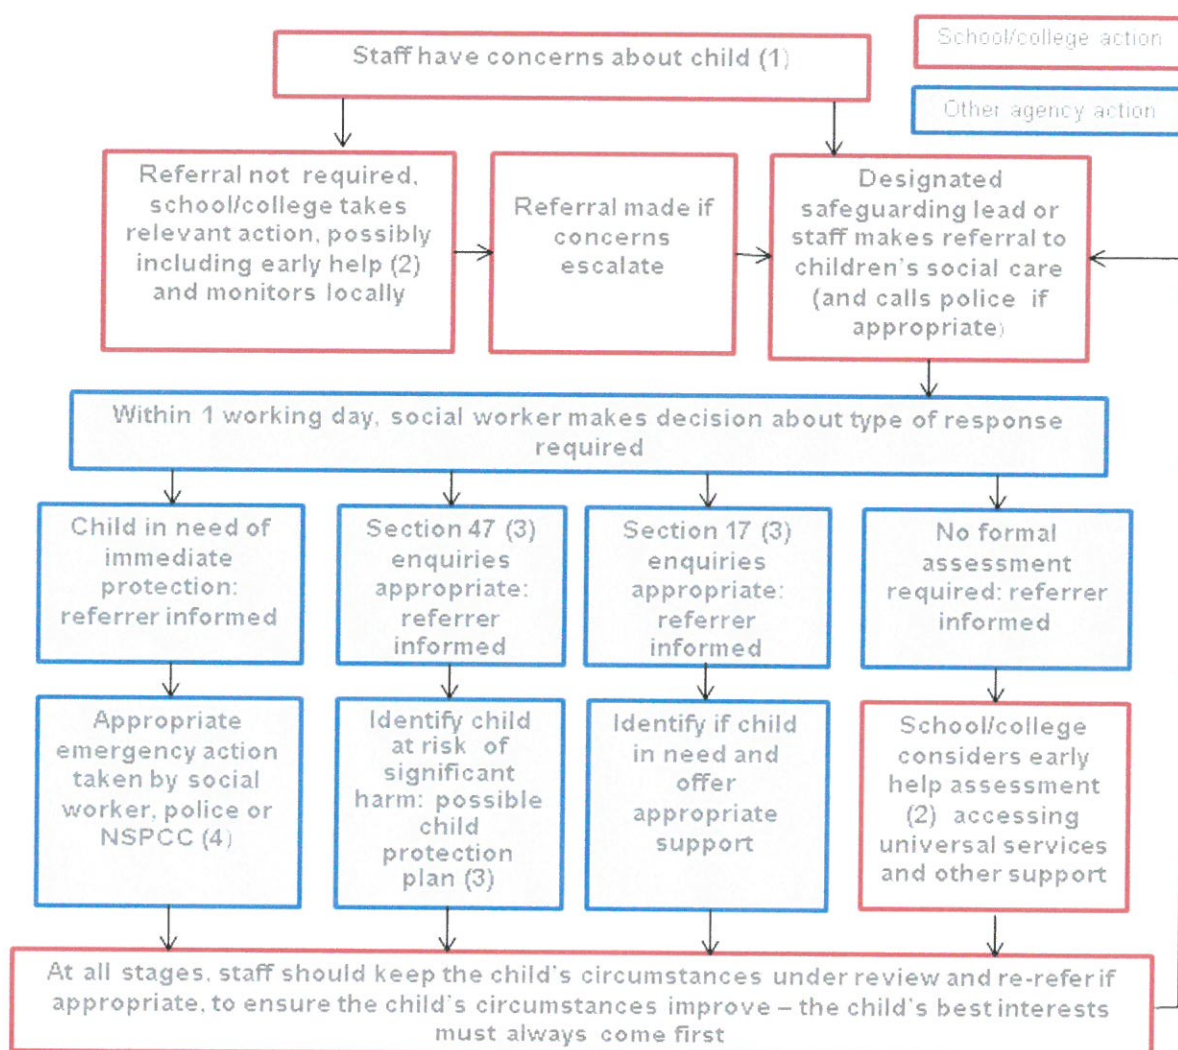 School/college action
Other agency action
Staff have concerns about child (1)
Referral not required,
school/college takes
relevant action, possibly
including early help (2)
and monitors locally
Referral made if
concerns
escalate
Designated
safeguarding lead or
staff makes referral to
children's social care
(and calls police if
appropriate)
Within 1 working day, social worker makes decision about type of response
required
Child in need of
immediate
protection:
referrer informed
Section 47 (3)
enquiries
appropriate:
referrer
informed
Section 17 (3)
enquiries
appropriate:
referrer
informed
No formal
assessment
required: referrer
informed
Appropriate
emergency action
taken by social
worker, police or
NSPCC (4)
Identify child
at risk of
significant
harm: possible
child
protection
plan (3)
Identify if child
in need and
offer
appropriate
support
School/college
considers early
help assessment
(2) accessing
universal services
and other support
At all stages, staff should keep the child's circumstances under review and re-refer if
appropriate, to ensure the child's circumstances improve – the child's best interests
must always come first